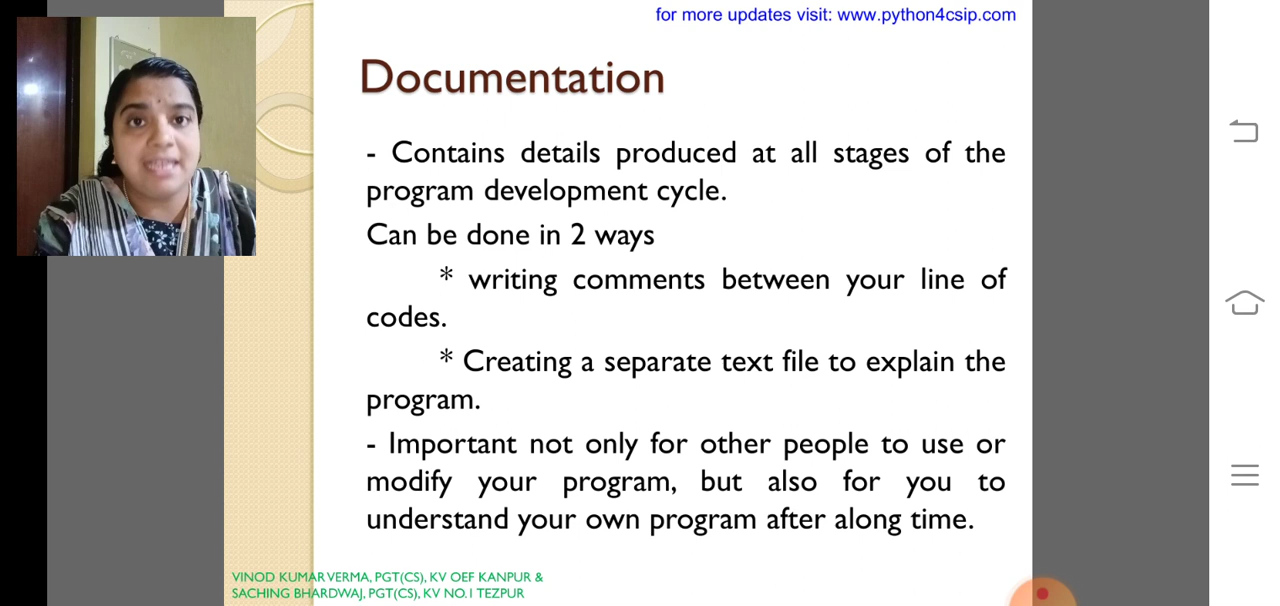 for more updates visit: www.python4csip.com
Documentation
- Contains details produced at all stages of the
program development cycle.
Can be done in 2 ways
* writing comments between your line of
codes.
* Creating a separate text file to explain the
program.
- Important not only for other people to use or
modify your program, but also for you to
understand your own program after along time.
VINOD KUMAR VERMA, PGT(CS), KV OEF KANPUR &
SACHING BHARDWAJ, PGT(CS), KV NO.1 TEZPUR